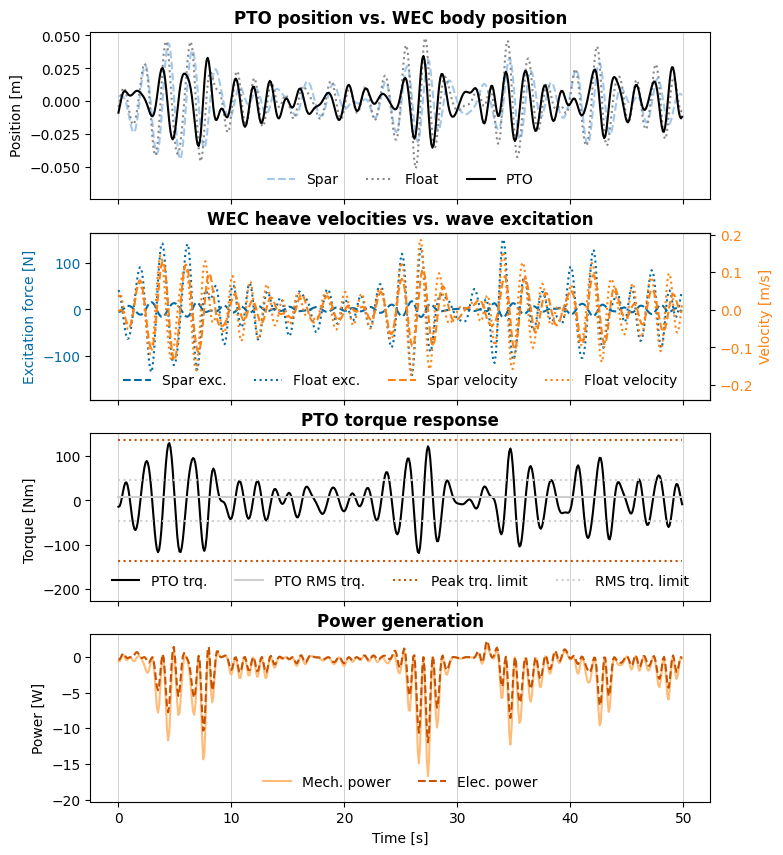 PTO position vs. WEC body position
0.050
0.025
0.000
−0.025
−0.050
Position [m]
Spar Float PTO
WEC heave velocities vs. wave excitation
100
0
−100
Excitation force [N]
0.2
0.1
0.0
−0.1
−0.2
Velocity [m/s]
Spar exc. Float exc. Spar velocity Float velocity
PTO torque response
100
0
−100
−200
Torque [Nm]
PTO trq. PTO RMS trq. Peak trq. limit RMS trq. limit
Power generation
0
−5
−10
−15
−20
Power [W]
Mech. power Elec. power
0 10 20 30 40 50
Time [s]